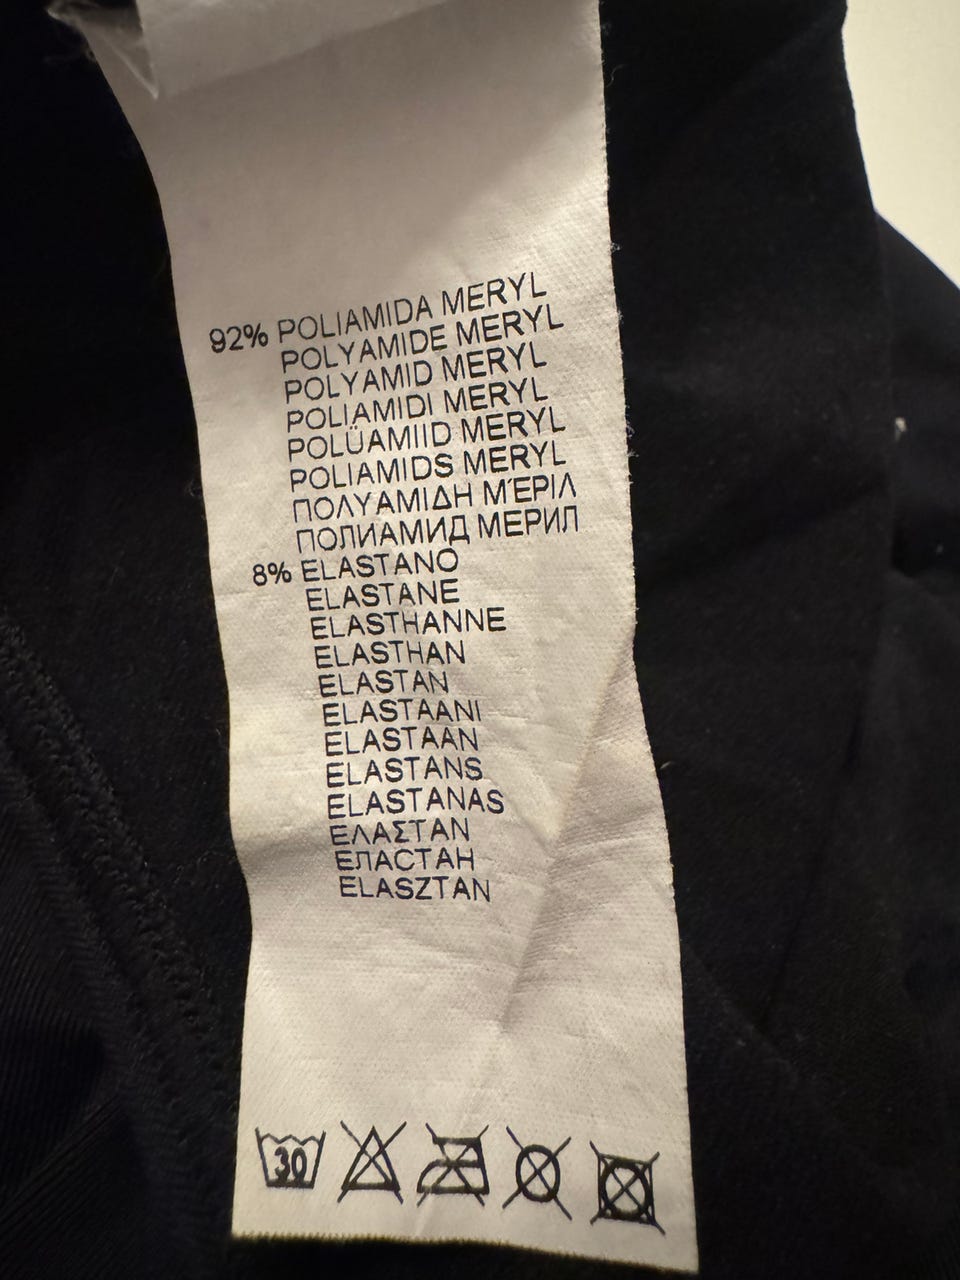 92% POLIAMIDA MERYL
POLYAMIDE MERYL
POLYAMID MERYL
POLIAMIDI MERYL
POLÜAMIID MERYL
POLIAMIDS MERYL
ΠΟΛΥΑΜΙΔΗ Μ'ΕΡΙΛ
ПОЛИАМИД МЕРИЛ
8% ELASTANO
ELASTANE
ELASTHANNE
ELASTHAN
ELASTAN
ELASTAANI
ELASTAAN
ELASTANS
ELASTANAS
ΕΛΑΣΤΑΝ
ЕЛАСТАН
ELASZTAN
30